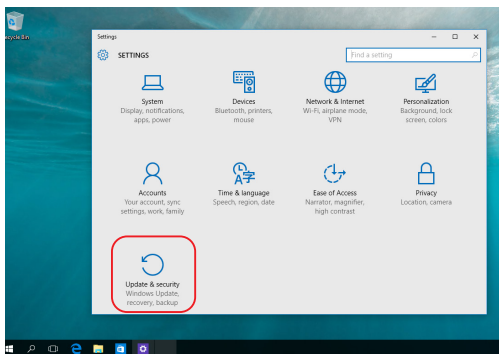 Recycle Bin
Settings
SETTINGS
Find a setting
System
Display, notifications,
apps, power
Devices
Bluetooth, printers,
mouse
Network & Internet
Wi-Fi, airplane mode,
VPN
Personalization
Background, lock
screen, colors
Accounts
Your account, sync
settings, work, family
Time & language
Speech, region, date
Ease of Access
Narrator, magnifier,
high contrast
Privacy
Location, camera
Update & security
Windows Update,
recovery, backup